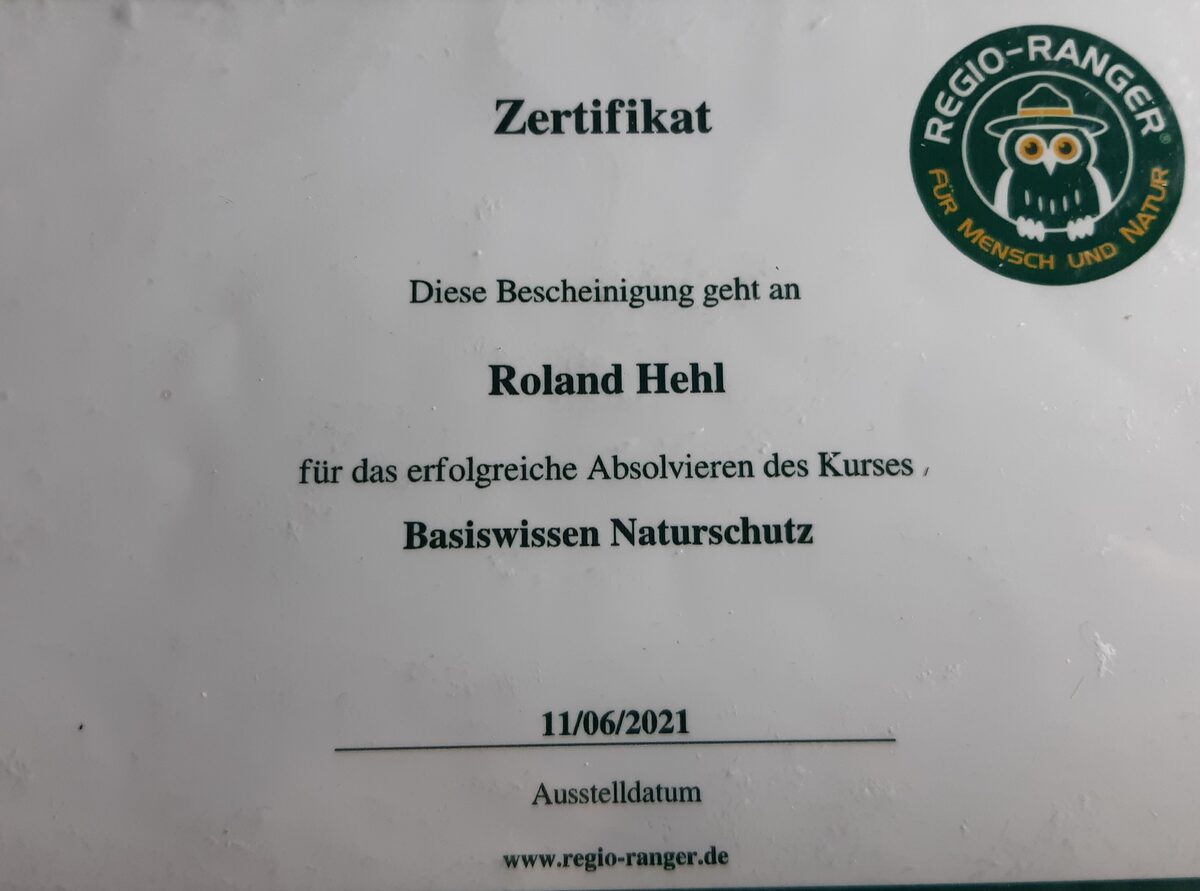 REGIO-RANGER®
FÜR MENSCH UND NATUR
Zertifikat
Diese Bescheinigung geht an
Roland Hehl
für das erfolgreiche Absolvieren des Kurses
Basiswissen Naturschutz
11/06/2021
Ausstelldatum
www.regio-ranger.de